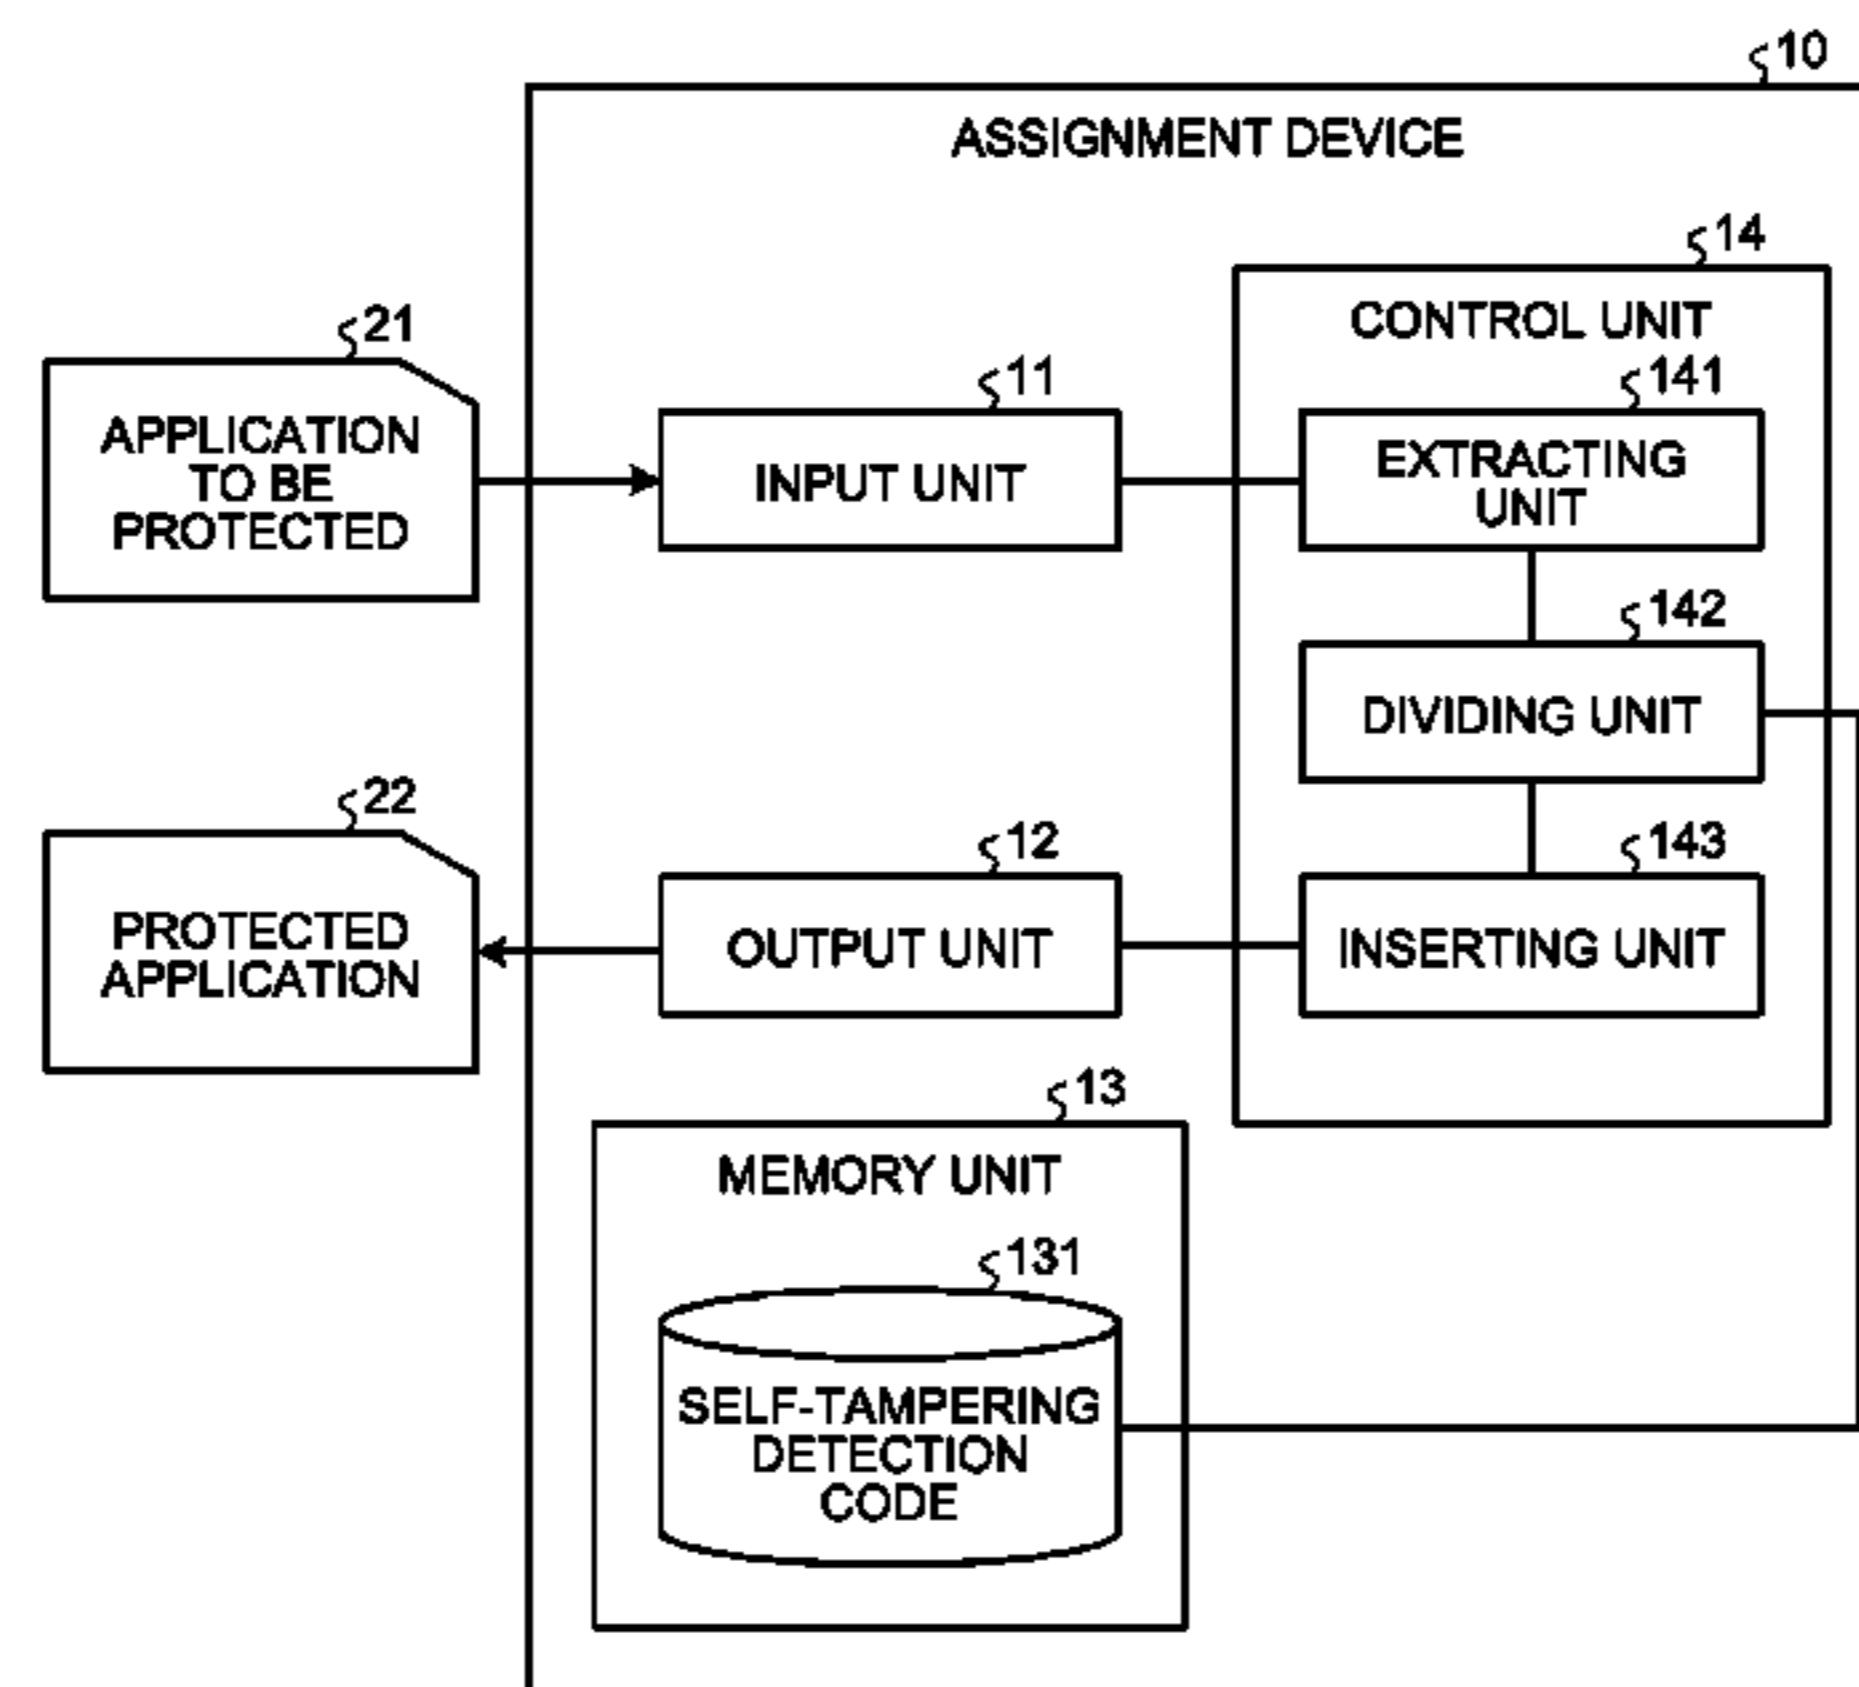 10
ASSIGNMENT DEVICE
14
CONTROL UNIT
21
APPLICATION
TO BE
PROTECTED
11
INPUT UNIT
141
EXTRACTING
UNIT
142
DIVIDING UNIT
22
PROTECTED
APPLICATION
12
OUTPUT UNIT
143
INSERTING UNIT
13
MEMORY UNIT
131
SELF-TAMPERING
DETECTION
CODE